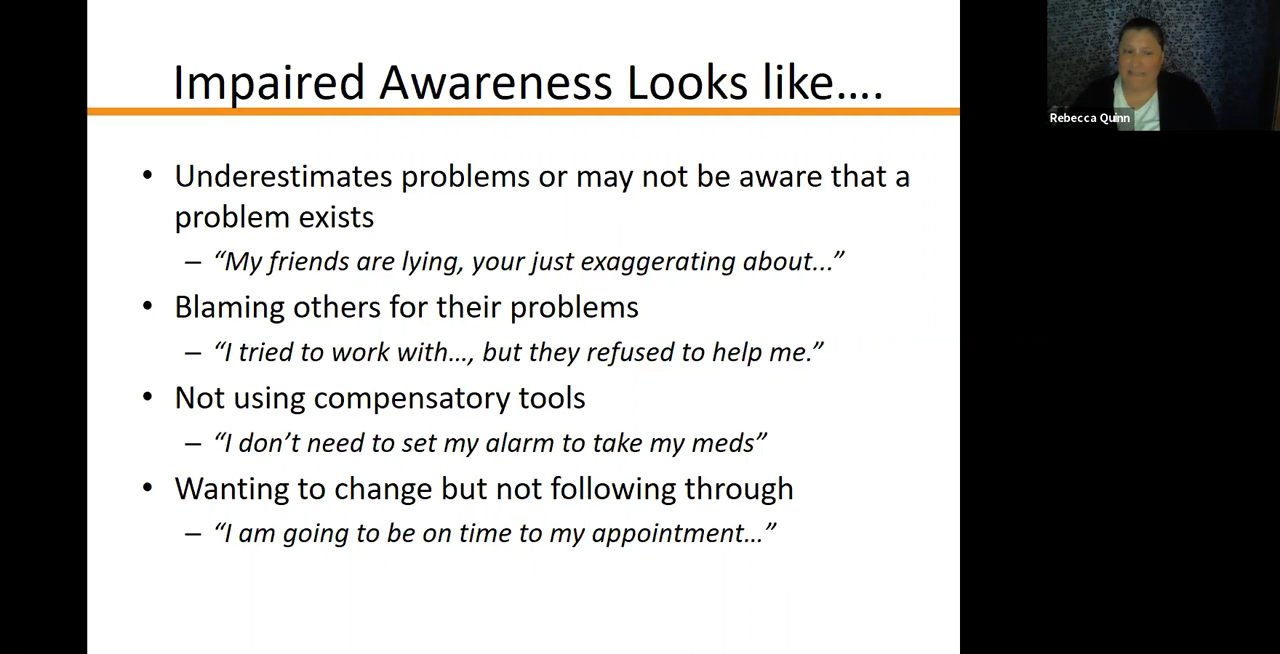 Impaired Awareness Looks like....
Rebecca Quinn
• Underestimates problems or may not be aware that a
problem exists
– “My friends are lying, your just exaggerating about...”
• Blaming others for their problems
– “I tried to work with..., but they refused to help me.”
• Not using compensatory tools
– “I don’t need to set my alarm to take my meds”
• Wanting to change but not following through
– “I am going to be on time to my appointment...”